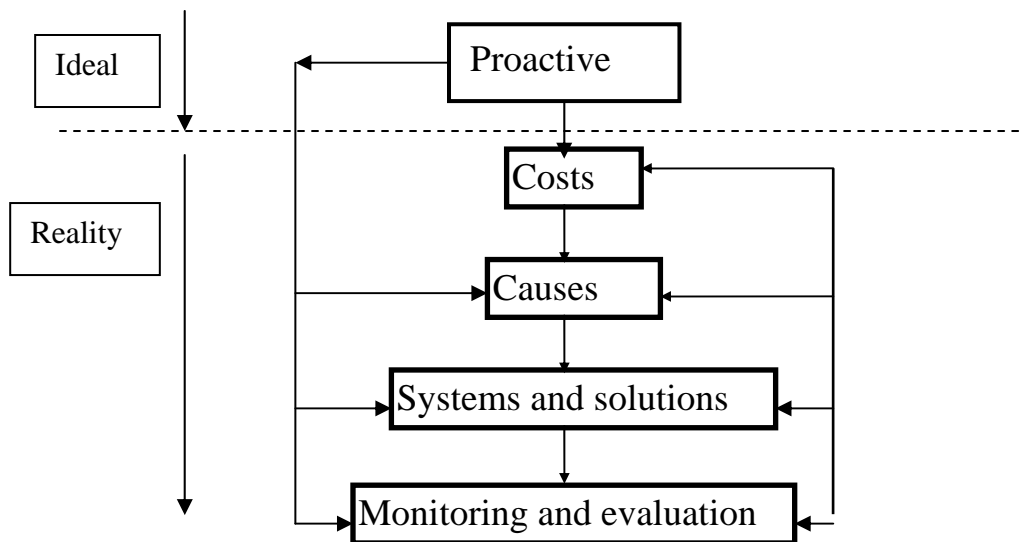 Ideal
Proactive
Costs
Reality
Causes
Systems and solutions
Monitoring and evaluation